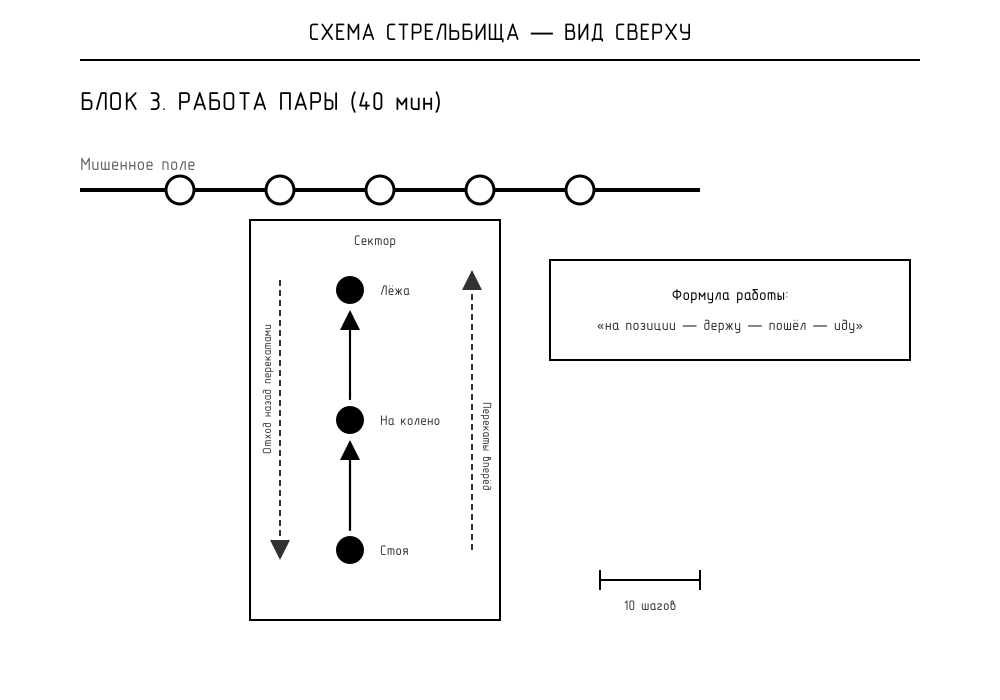 СХЕМА СТРЕЛЬБИЩА — ВИД СВЕРХУ
БЛОК 3. РАБОТА ПАРЫ (40 мин)
Мишенное поле
Сектор
Лёжа
На колено
Стоя
Отход назад перекатами
Перекаты вперёд
Формула работы:
«на позиции — держу — пошёл — иду»
10 шагов